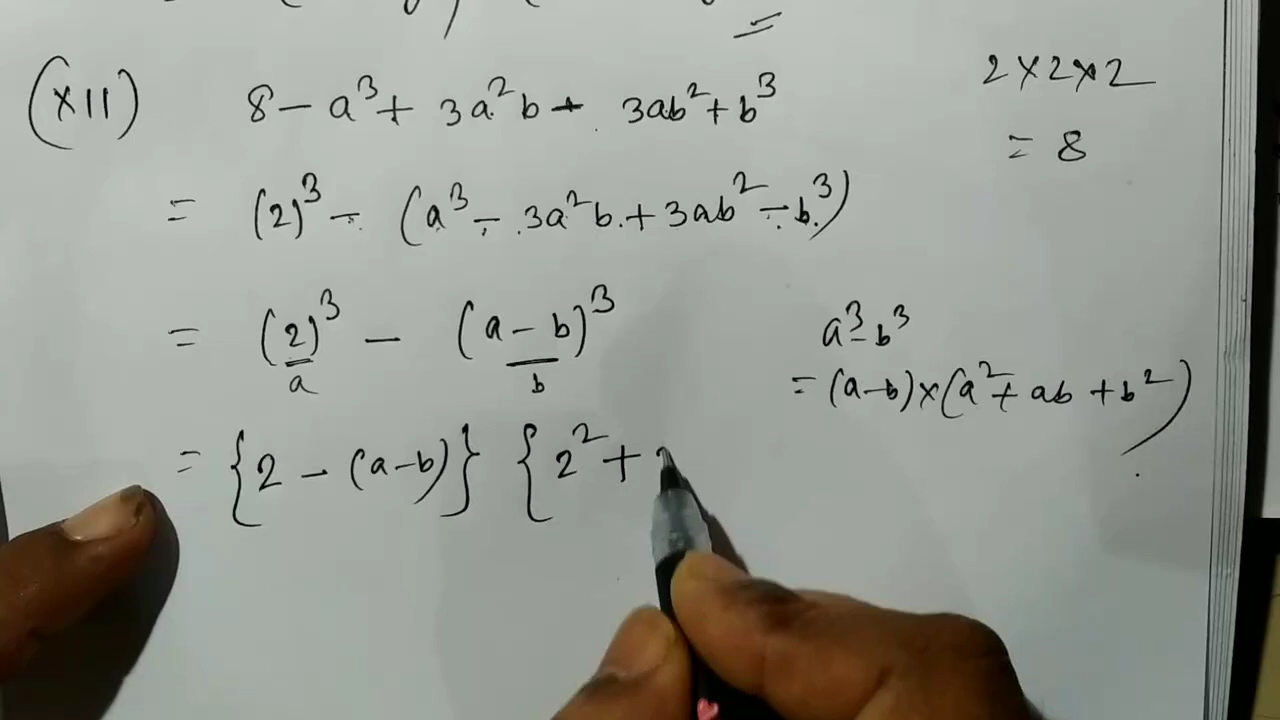 (XII) 8 - a³ + 3a²b - 3ab² + b³
= (2)³ - (a³ - 3a²b + 3ab² - b³)
= (2)³ - (a - b)³
a b
= {2 - (a-b)} {2² +
2×2×2
= 8
a³ - b³
= (a-b)×(a² + ab + b²)